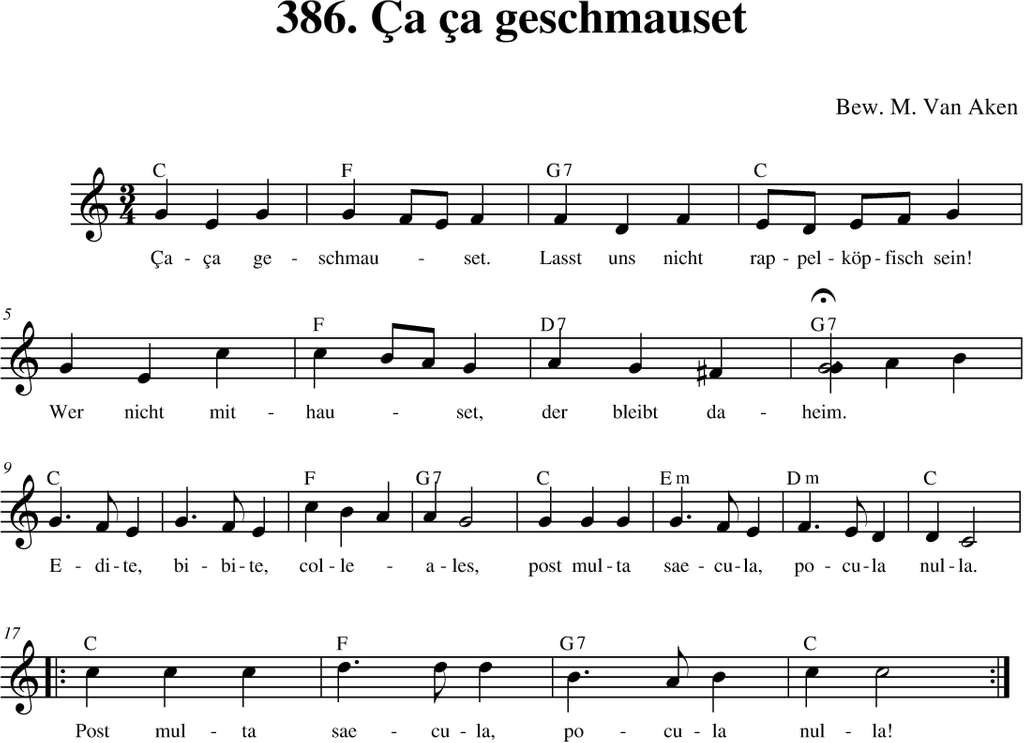 386. Ça ça geschmauset
Bew. M. Van Aken
C F G7 C
Ça - ça ge - schmau - set. Lasst uns nicht rap - pel - köp - fisch sein!
5
F D7 G7
Wer nicht mit - hau - set, der bleibt da - heim.
9
C F G7 C Em Dm C
E - di - te, bi - bi - te, col - le - a - les, post mul - ta sae - cu - la, po - cu - la nul - la.
17
C F G7 C
Post mul - ta sae - cu - la, po - cu - la nul - la!